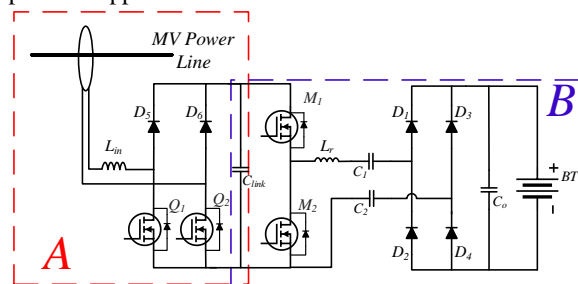 MV Power
Line
B
M1
D5
D6
D1
D3
Lin
Lr
C1
Clink
C2
Co
BT
+
-
Q1
Q2
M2
D2
D4
A